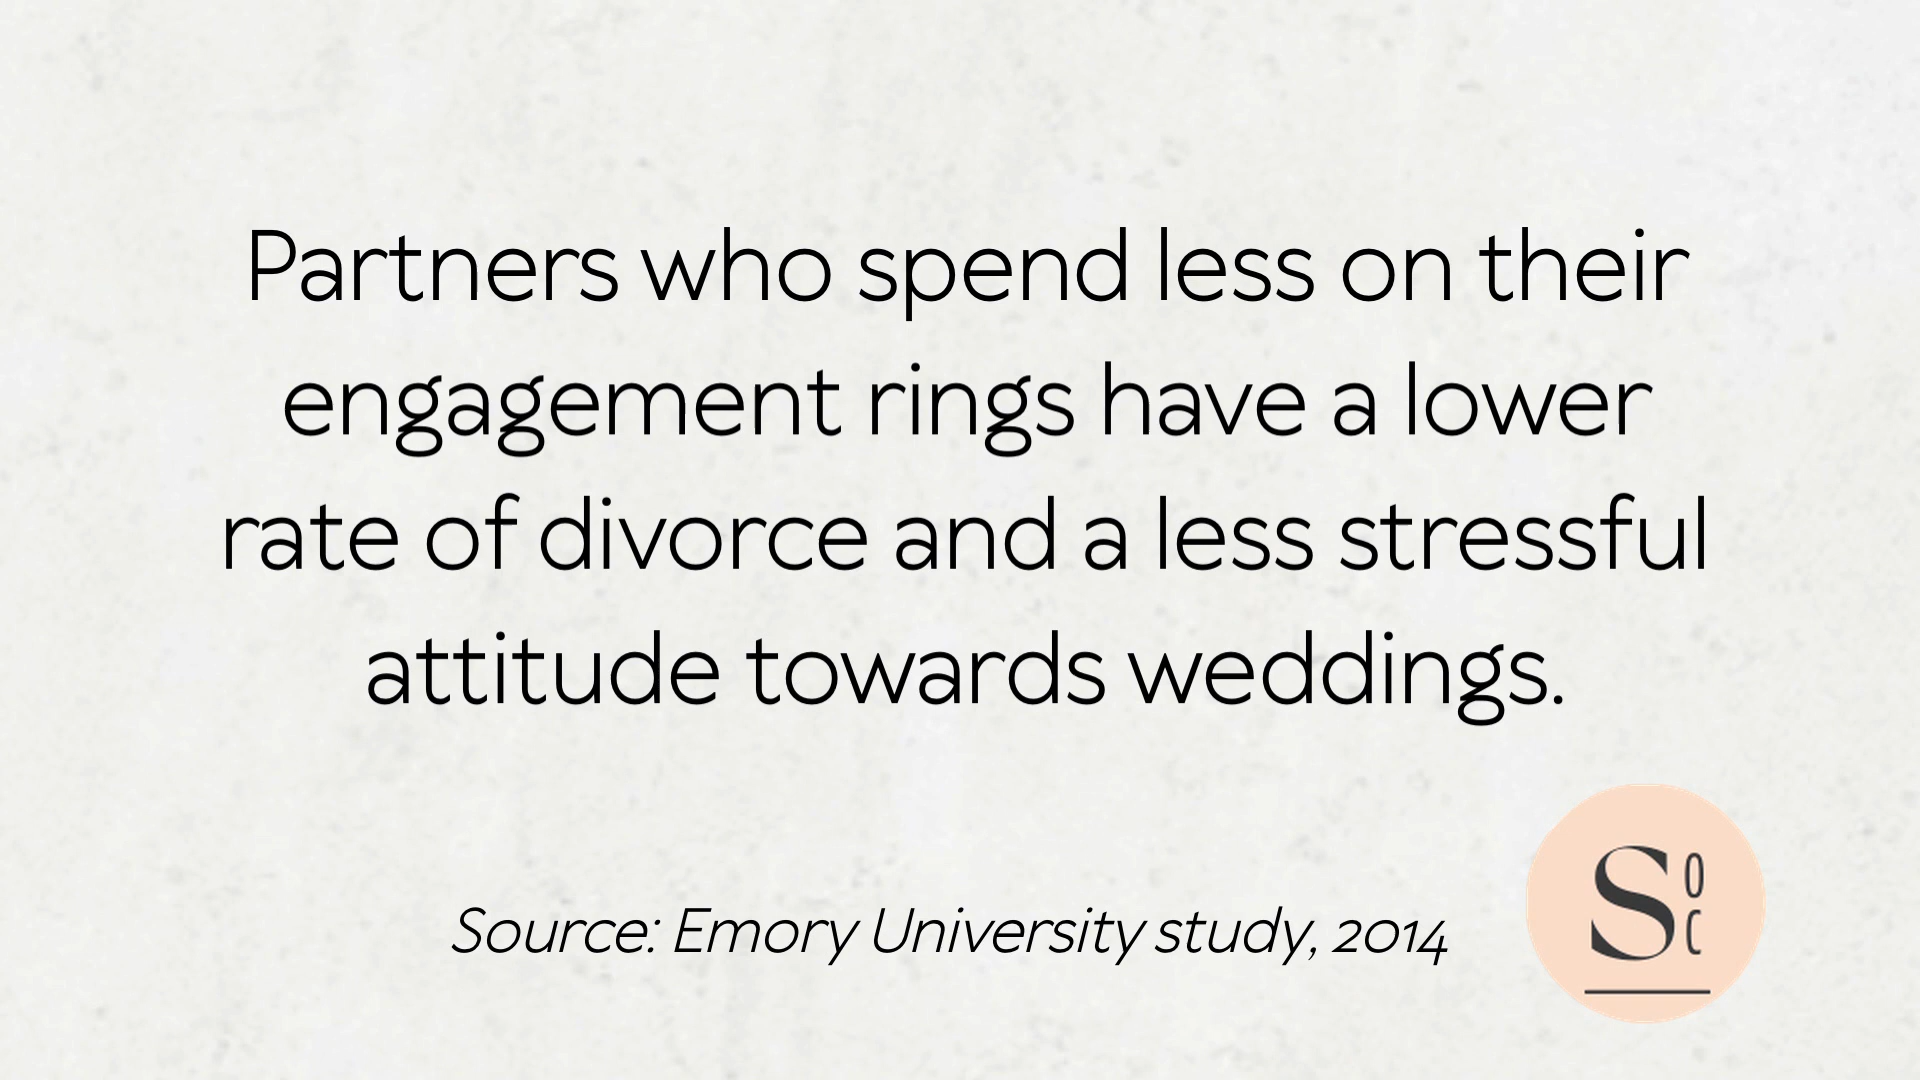 Partners who spend less on their
engagement rings have a lower
rate of divorce and a less stressful
attitude towards weddings.
Source: Emory University study, 2014
SOC